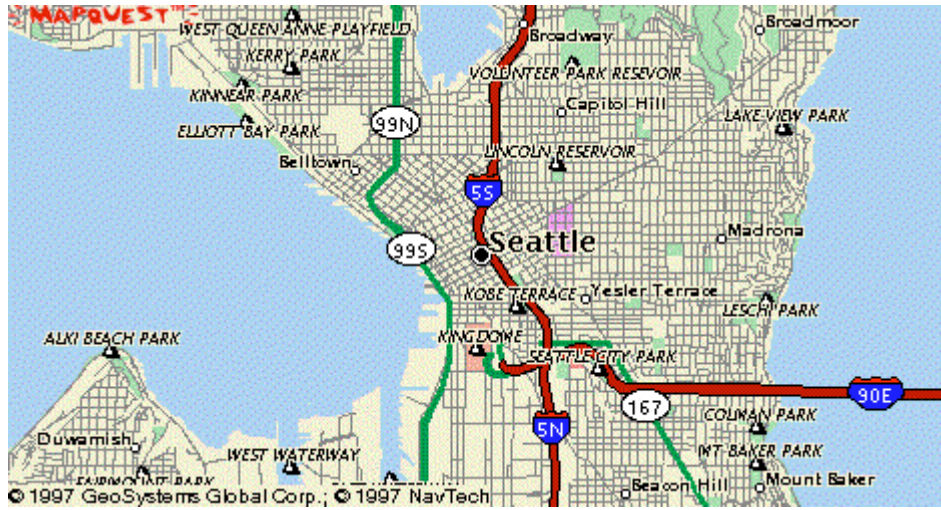 MAPQUEST™
WEST QUEEN ANNE PLAYFIELD
Broadway
Broadmoor
KERRY PARK
VOLUNTEER PARK RESEVOIR
KINNEAR PARK
Capitol Hill
99N
LAKE VIEW PARK
ELLIOTT BAY PARK
LINCOLN RESERVOIR
Belltown
5S
Madrona
Seattle
99S
KOBE TERRACE
Yesler Terrace
LESCHI PARK
ALKI BEACH PARK
KINGDOME
SEATTLE CITY PARK
90E
167
COLMAN PARK
5N
Duwamish
WEST WATERWAY
MT BAKER PARK
FAIRMOUNT PARK
Beacon Hill
Mount Baker
© 1997 GeoSystems Global Corp.; © 1997 NavTech